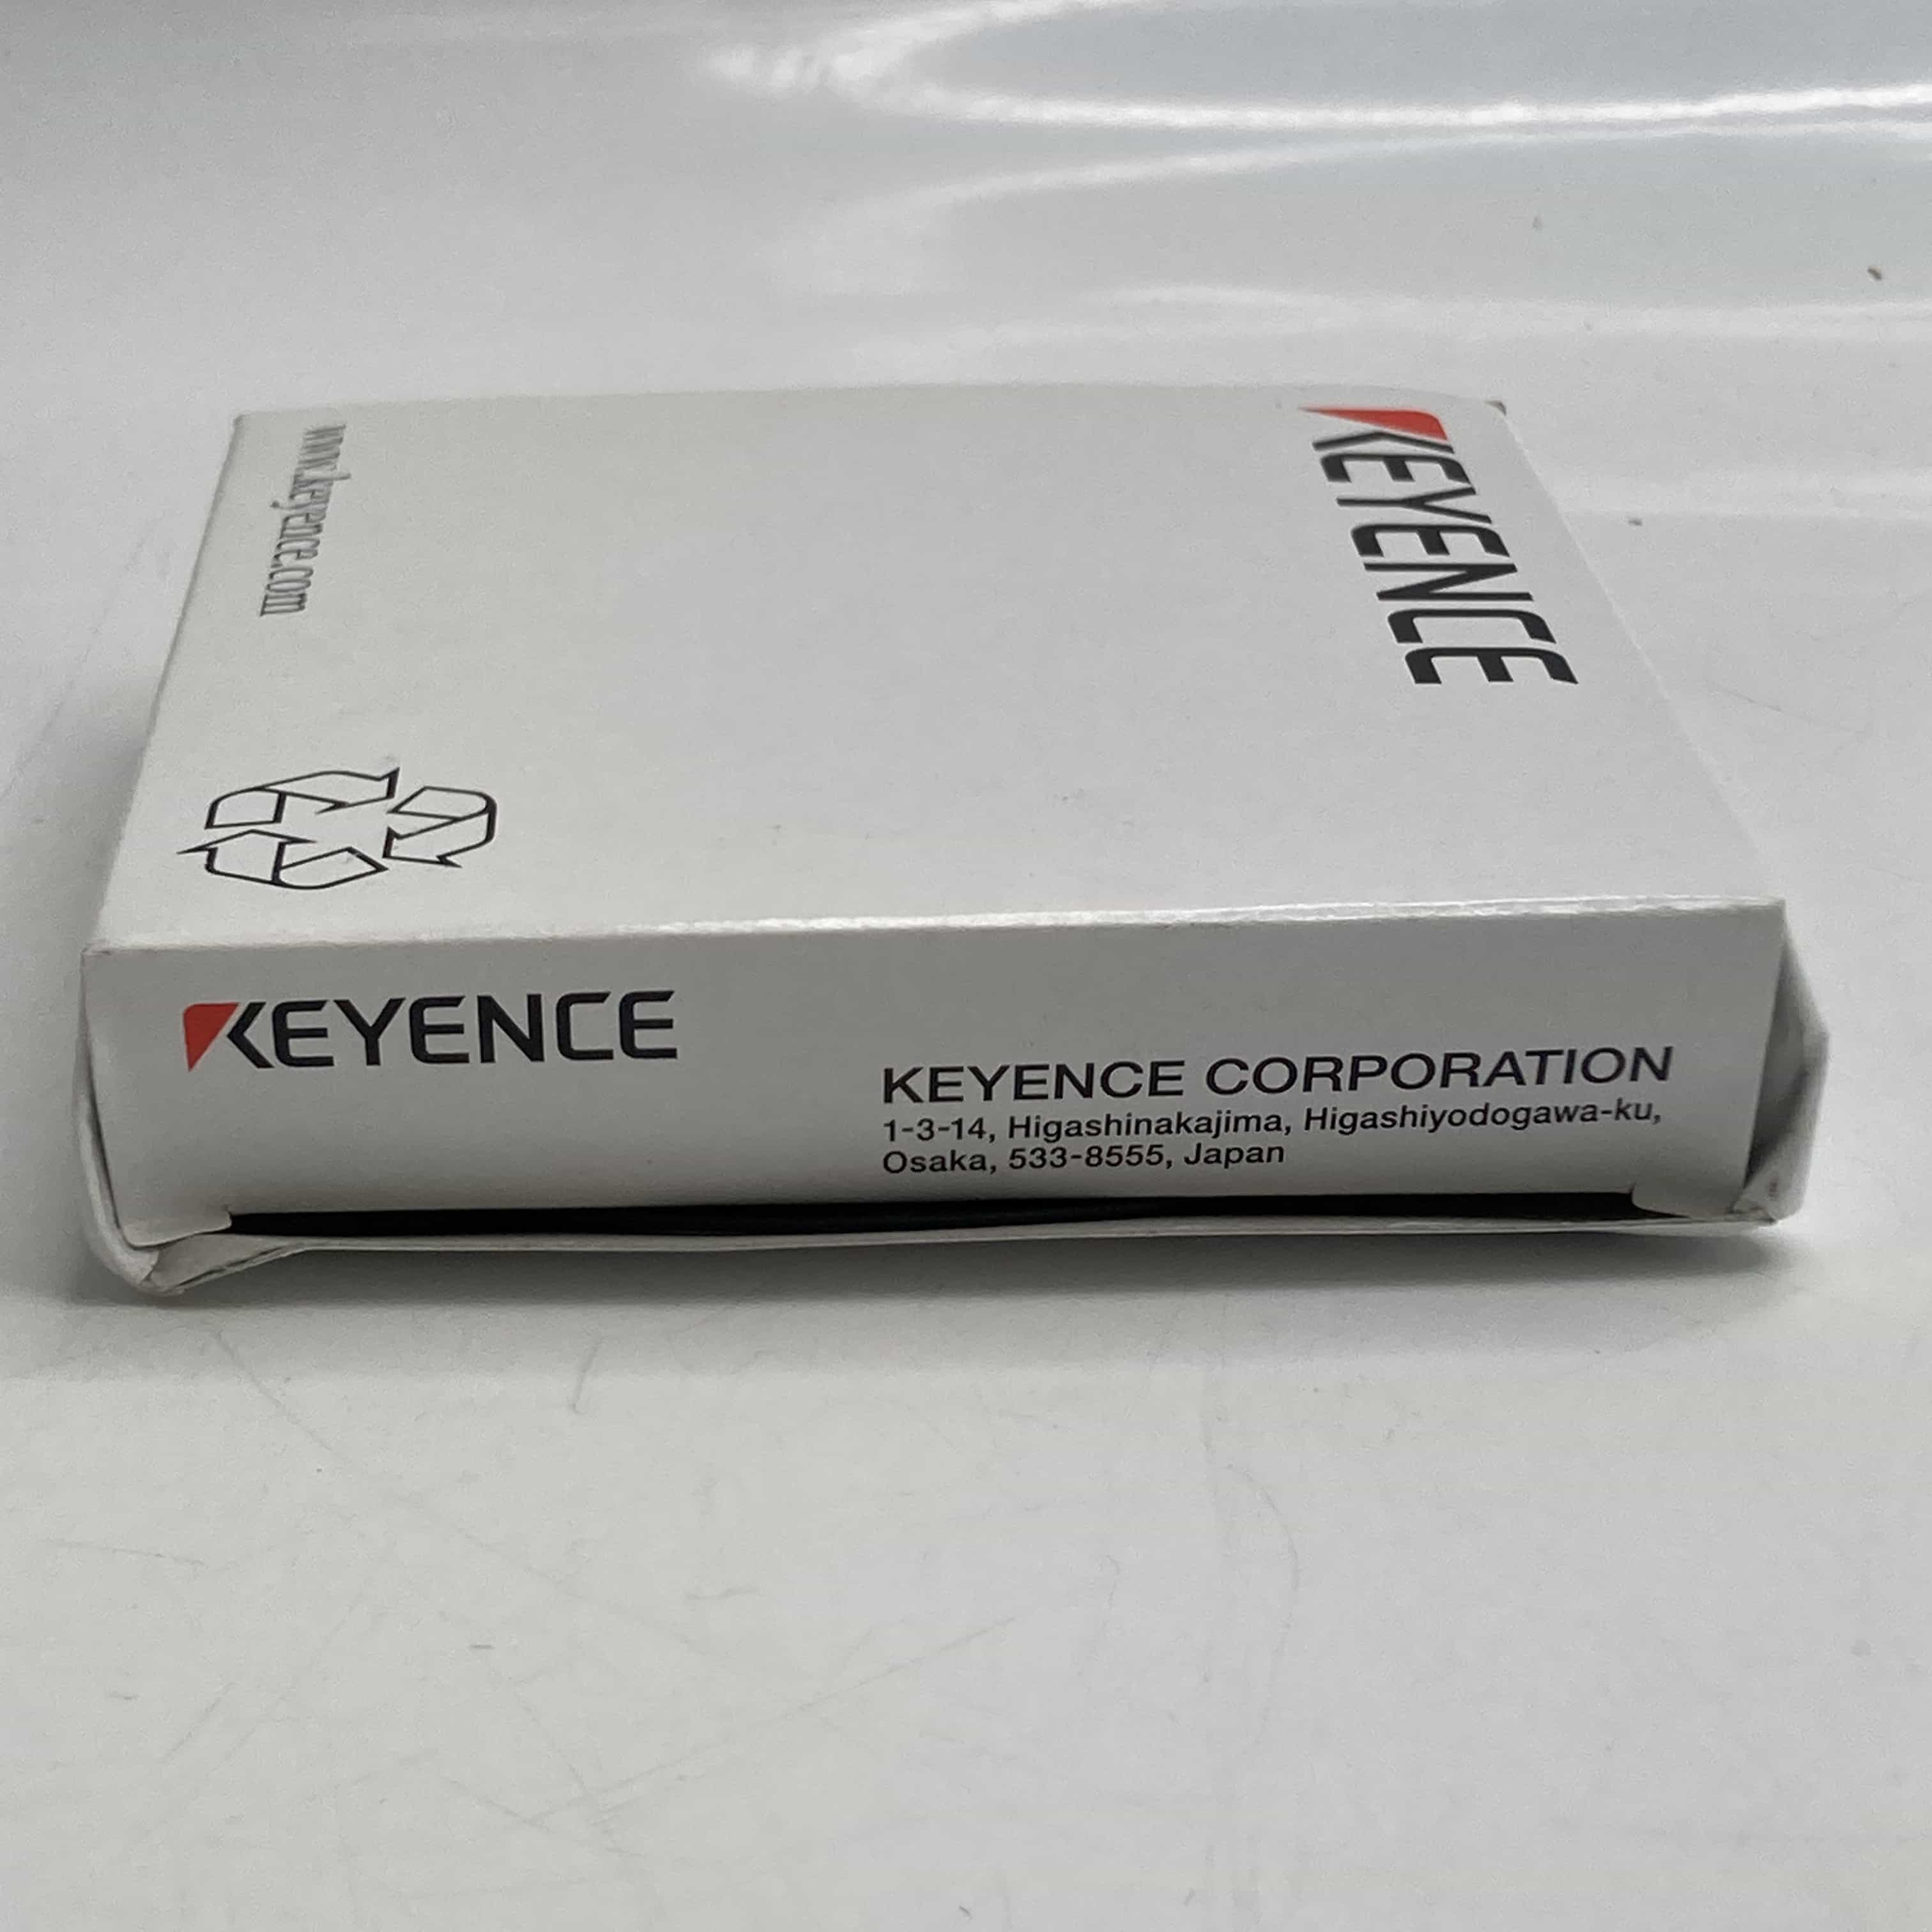 KEYENCE
www.keyence.com
KEYENCE
KEYENCE CORPORATION
1-3-14, Higashinakajima, Higashiyodogawa-ku,
Osaka, 533-8555, Japan